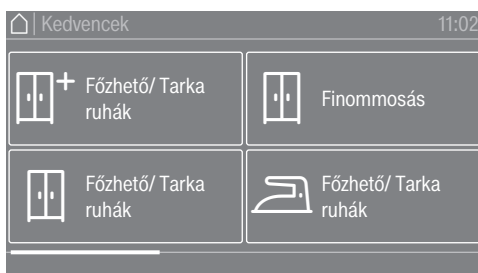 Kedvencek 11:02
Főzhető/ Tarka
ruhák
Finommosás
Főzhető/ Tarka
ruhák
Főzhető/ Tarka
ruhák